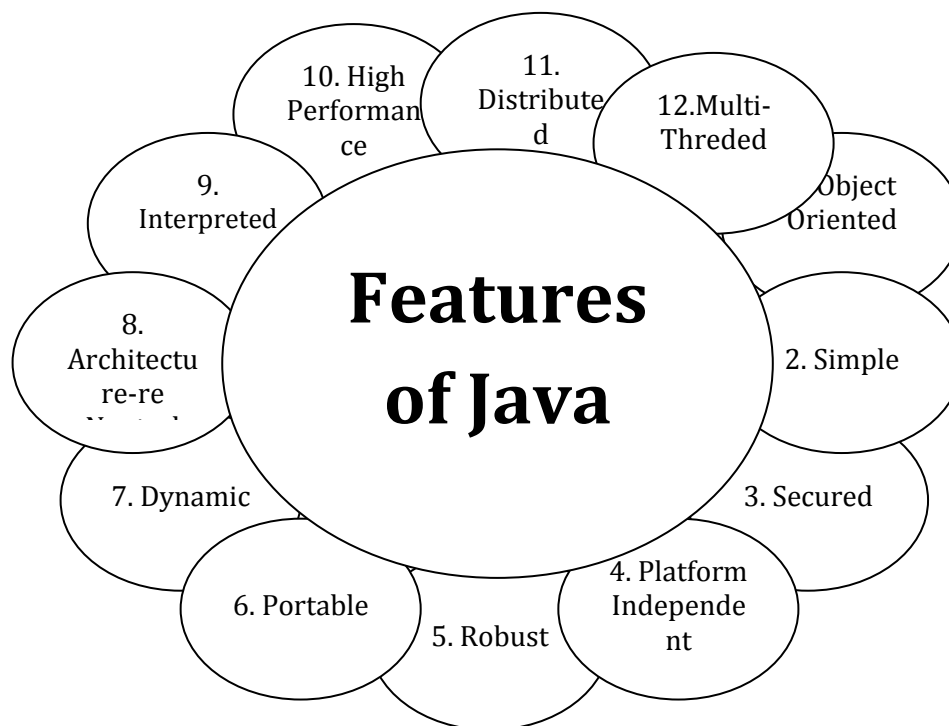 Features
of Java
Object
Oriented
2. Simple
3. Secured
4. Platform
Independe
nt
5. Robust
6. Portable
7. Dynamic
8.
Architectu
re-re
9.
Interpreted
10. High
Performan
ce
11.
Distribute
d
12.Multi-
Threded